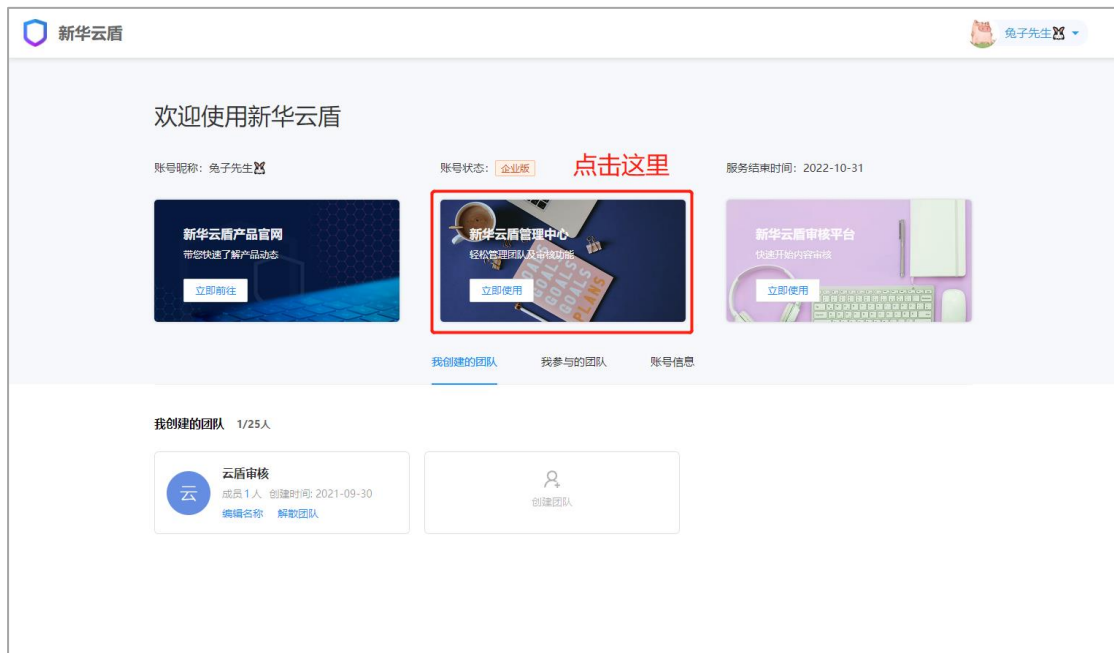 新华云盾
兔子先生
欢迎使用新华云盾
账号昵称：兔子先生
账号状态：企业版
点击这里
服务结束时间：2022-10-31
新华云盾产品官网
带您快速了解产品动态
立即前往
新华云盾管理中心
轻松管理团队及审核功能
立即使用
GOALS
GOALS
GOALS
GOALS
PLANS
新华云盾审核平台
快速开始内容审核
立即使用
我创建的团队 我参与的团队 账号信息
我创建的团队 1/25人
云
云盾审核
成员1人 创建时间: 2021-09-30
编辑名称 解散团队
创建团队